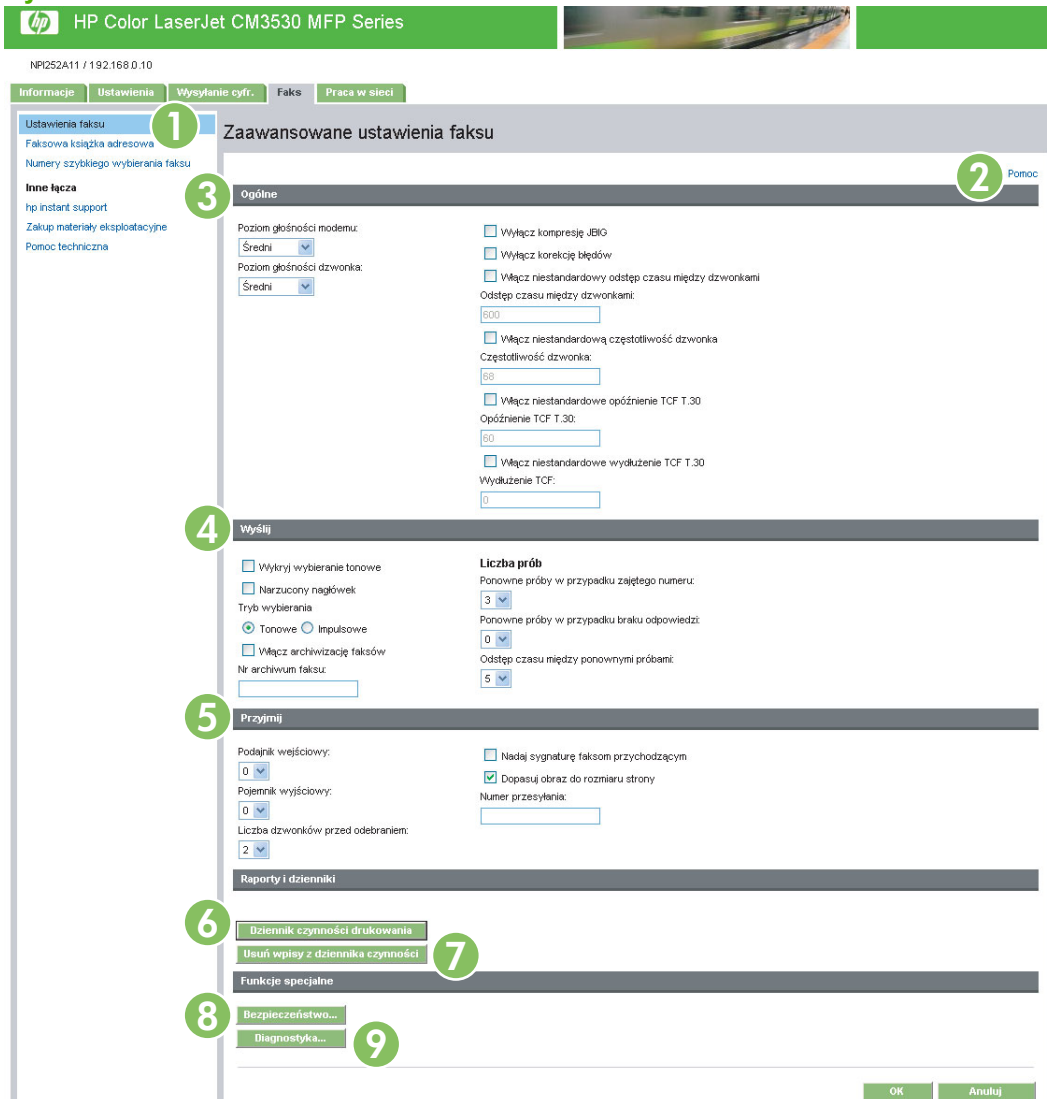 hp HP Color LaserJet CM3530 MFP Series
NPI252A11 / 192.168.0.10
Informacje Ustawienia Wysyłanie cyfr. Faks Praca w sieci
Ustawienia faksu
Faksowa książka adresowa
Numery szybkiego wybierania faksu
Inne łącza
hp instant support
Zakup materiały eksploatacyjne
Pomoc techniczna
1
Zaawansowane ustawienia faksu
2 Pomoc
3 Ogólne
Poziom głośności modemu:
Średni
Poziom głośności dzwonka:
Średni
Wyłącz kompresję JBIG
Wyłącz korekcję błędów
Włącz niestandardowy odstęp czasu między dzwonkami
Odstęp czasu między dzwonkami:
600
Włącz niestandardową częstotliwość dzwonka
Częstotliwość dzwonka:
68
Włącz niestandardowe opóźnienie TCF T.30
Opóźnienie TCF T.30:
60
Włącz niestandardowe wydłużenie TCF T.30
Wydłużenie TCF:
0
4 Wyślij
Wykryj wybieranie tonowe
Narzucony nagłówek
Tryb wybierania
Tonowe Impulsowe
Włącz archiwizację faksów
Nr archiwum faksu:
Liczba prób
Ponowne próby w przypadku zajętego numeru:
3
Ponowne próby w przypadku braku odpowiedzi:
0
Odstęp czasu między ponownymi próbami:
5
5 Przyjmij
Podajnik wejściowy:
0
Pojemnik wyjściowy:
0
Liczba dzwonków przed odebraniem:
2
Nadaj sygnaturę faksom przychodzącym
Dopasuj obraz do rozmiaru strony
Numer przesyłania:
Raporty i dzienniki
6 Dziennik czynności drukowania
Usuń wpisy z dziennika czynności 7
Funkcje specjalne
8 Bezpieczeństwo...
Diagnostyka... 9
OK Anuluj